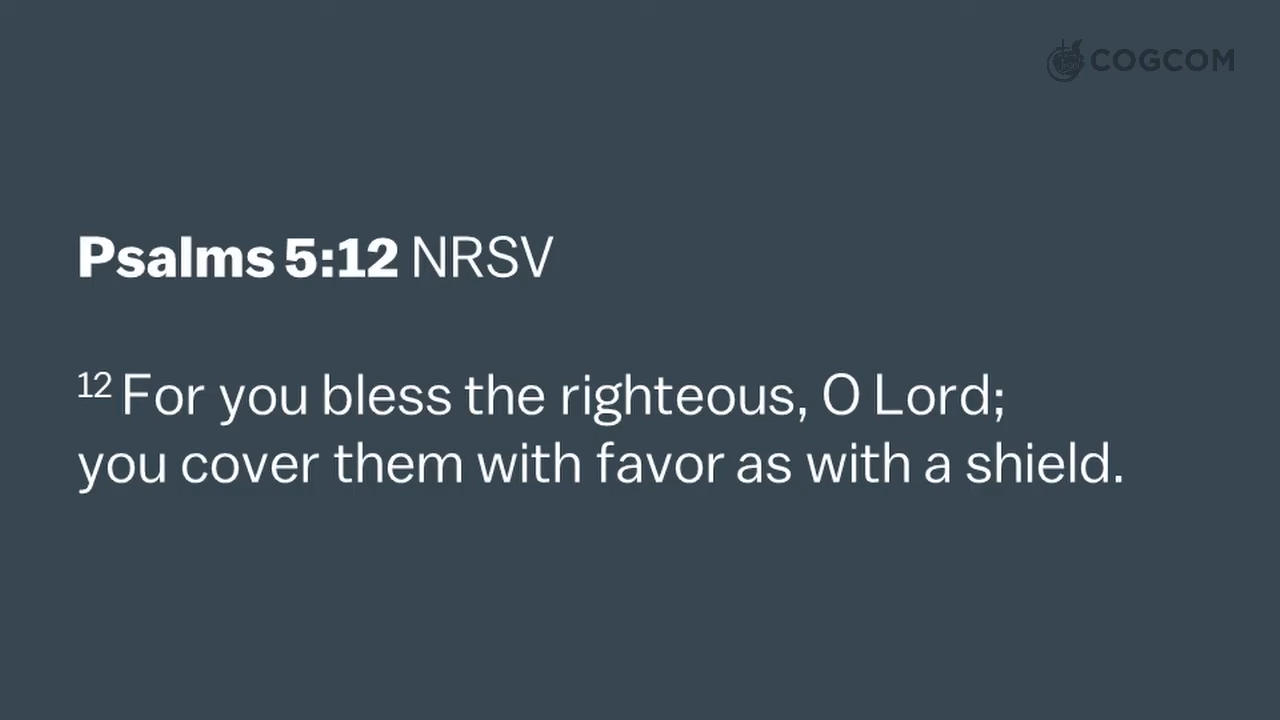 COGCOM
Psalms 5:12 NRSV
12 For you bless the righteous, O Lord;
you cover them with favor as with a shield.